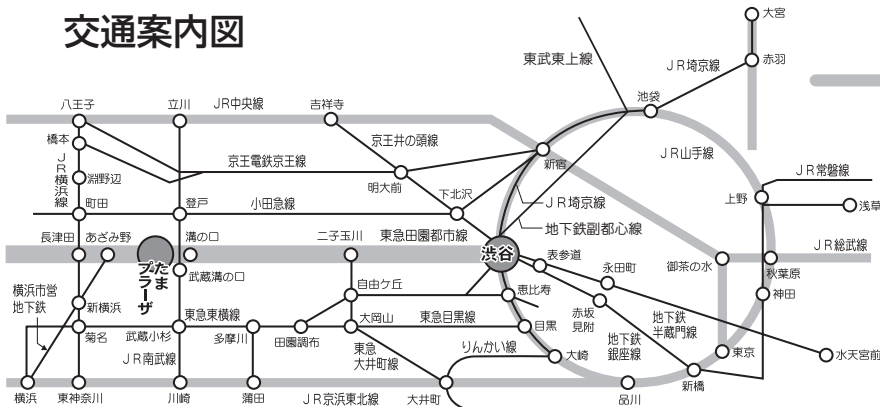 交通案内図
大宮
赤羽
東武東上線
ＪＲ埼京線
池袋
八王子
立川
ＪＲ中央線
吉祥寺
橋本
京王井の頭線
新宿
ＪＲ山手線
ＪＲ横浜線
淵野辺
京王電鉄京王線
明大前
ＪＲ常磐線
町田
登戸
小田急線
下北沢
ＪＲ埼京線
上野
浅草
地下鉄副都心線
長津田
あざみ野
たまプラーザ
溝の口
二子玉川
東急田園都市線
渋谷
表参道
ＪＲ総武線
御茶の水
秋葉原
武蔵溝の口
永田町
横浜市営
地下鉄
新横浜
自由ケ丘
恵比寿
赤坂
見附
神田
東急東横線
大岡山
東急目黒線
地下鉄
半蔵門線
菊名
武蔵小杉
多摩川
田園調布
目黒
地下鉄
銀座線
ＪＲ南武線
東急
大井町線
りんかい線
大崎
東京
水天宮前
新橋
横浜
東神奈川
川崎
蒲田
ＪＲ京浜東北線
大井町
品川